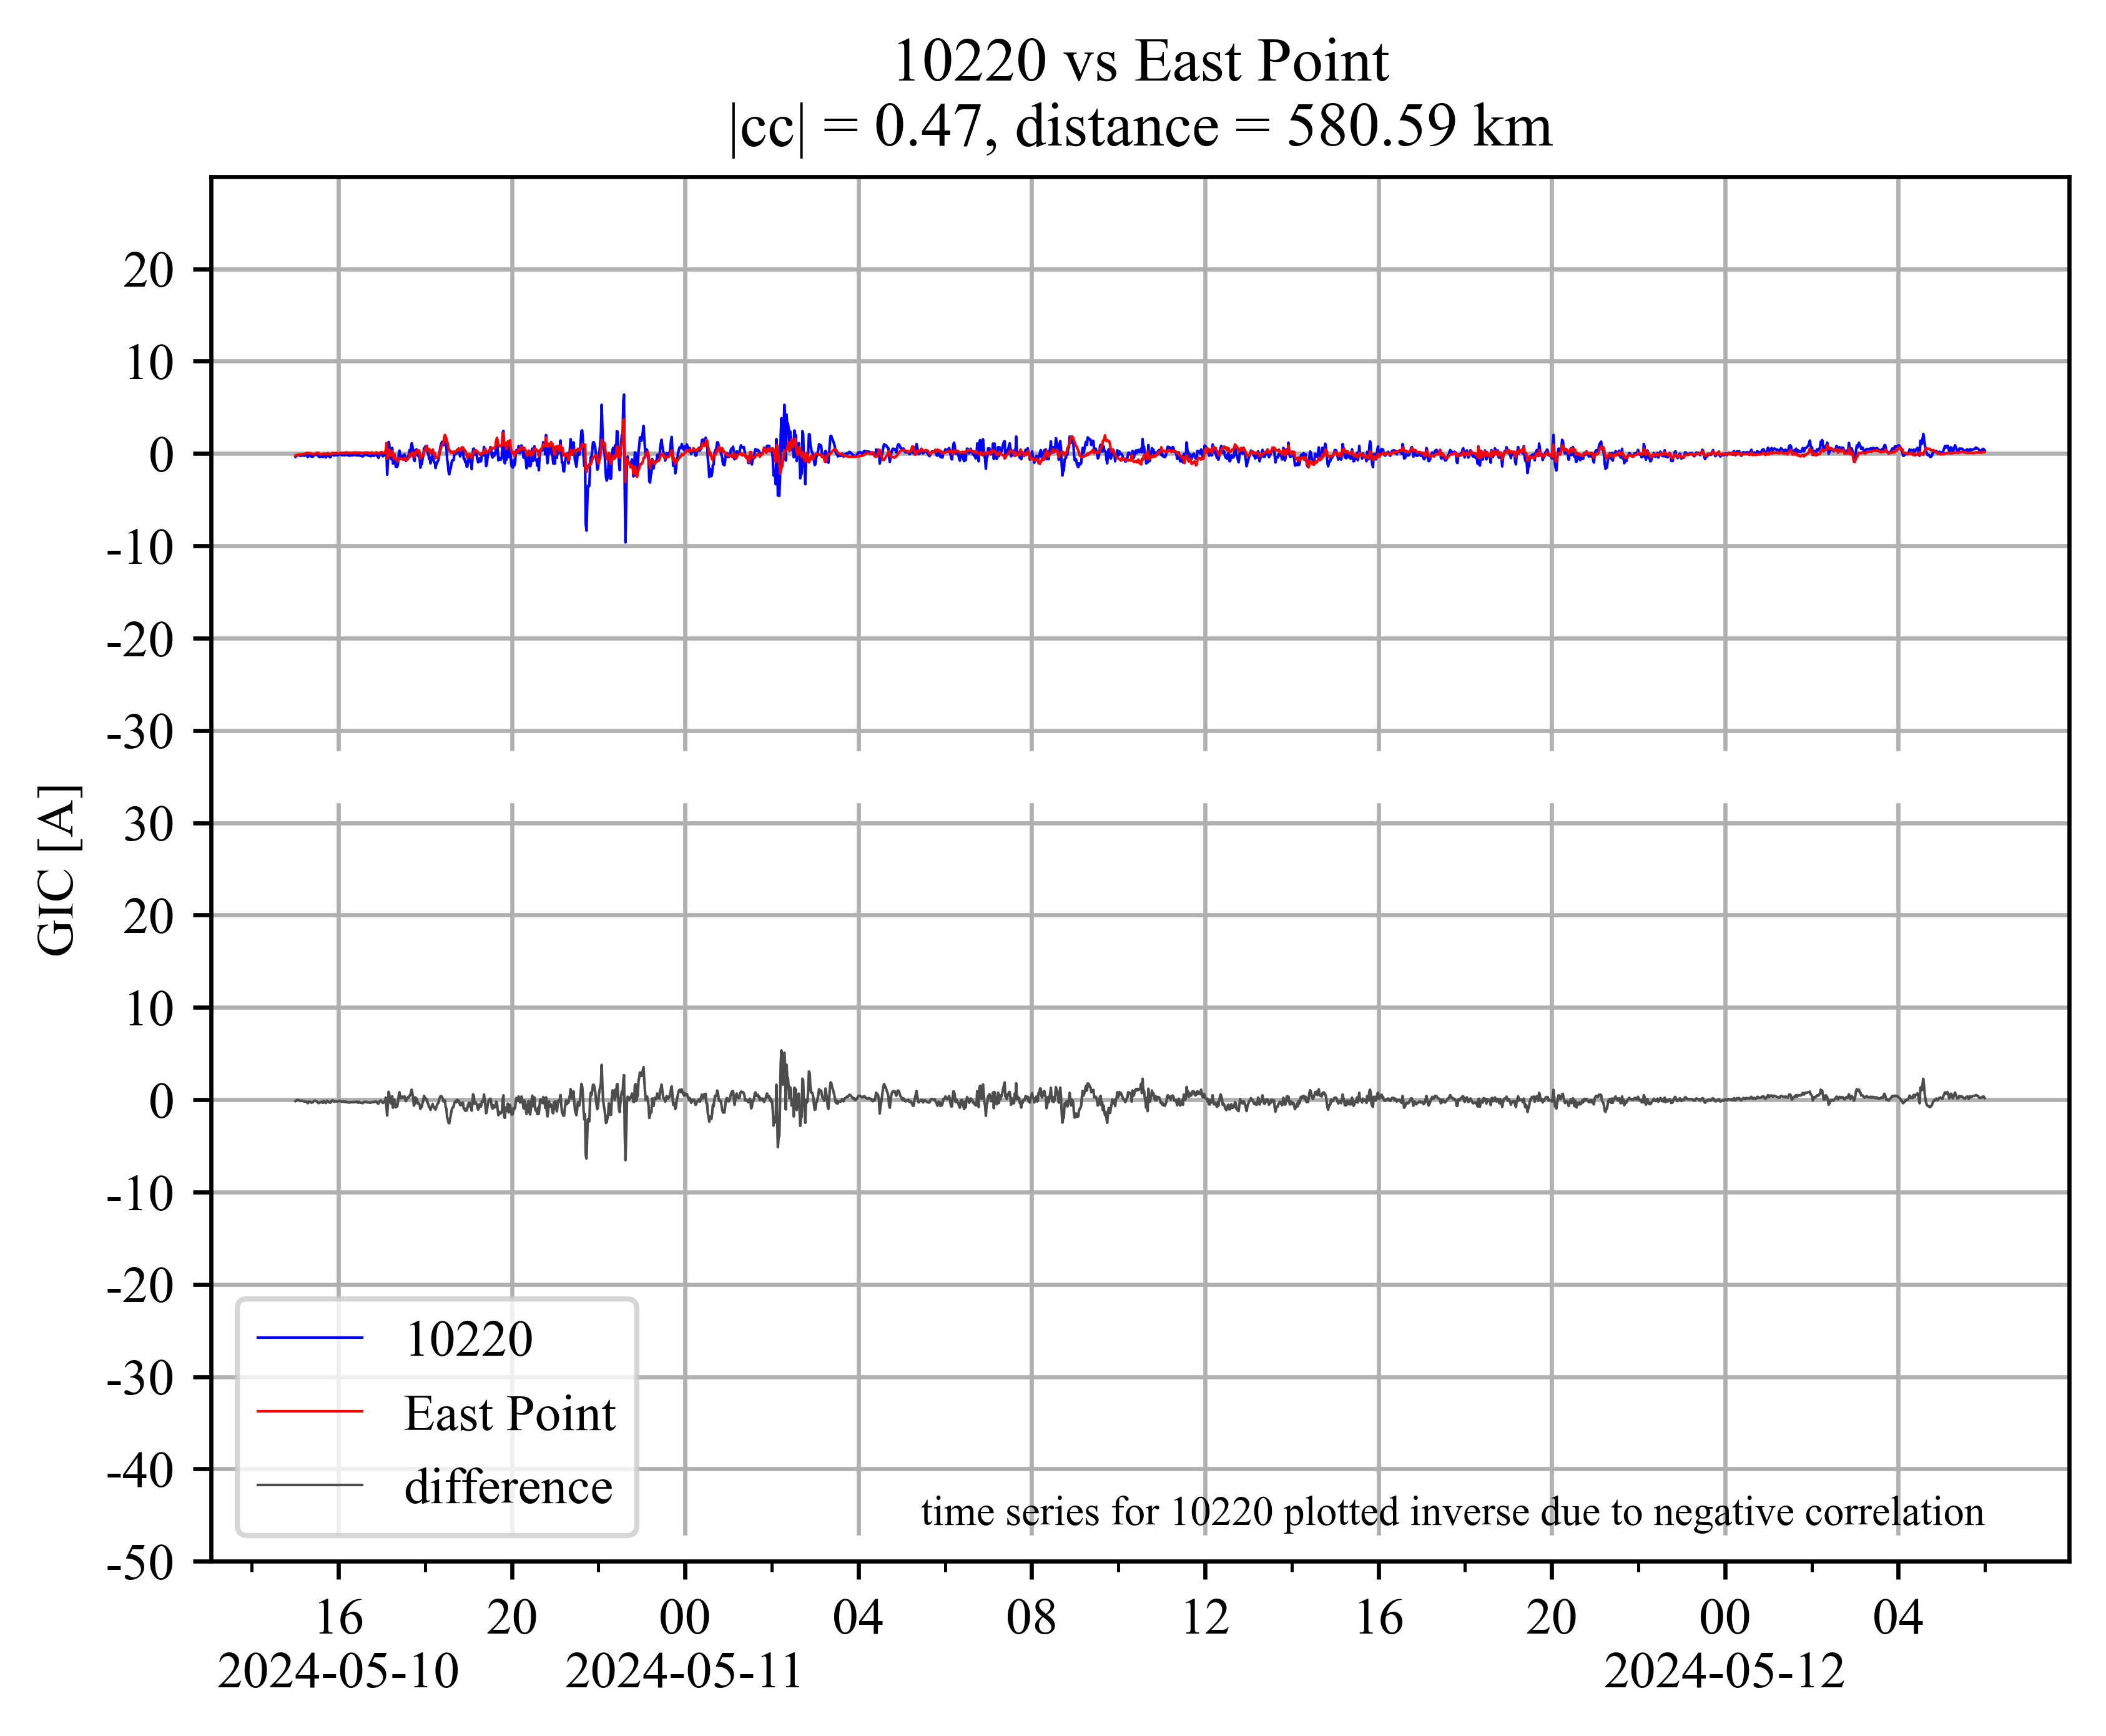 10220 vs East Point
|cc| = 0.47, distance = 580.59 km
20
10
0
-10
-20
-30
30
20
10
0
-10
-20
-30
-40
-50
GIC [A]
10220
East Point
difference
time series for 10220 plotted inverse due to negative correlation
16 20 00 04 08 12 16 20 00 04
2024-05-10 2024-05-11 2024-05-12